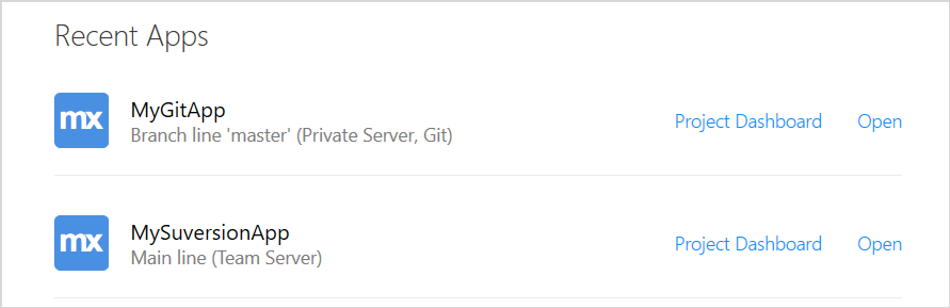 Recent Apps
mx
MyGitApp
Branch line 'master' (Private Server, Git)
Project Dashboard
Open
mx
MySuversionApp
Main line (Team Server)
Project Dashboard
Open